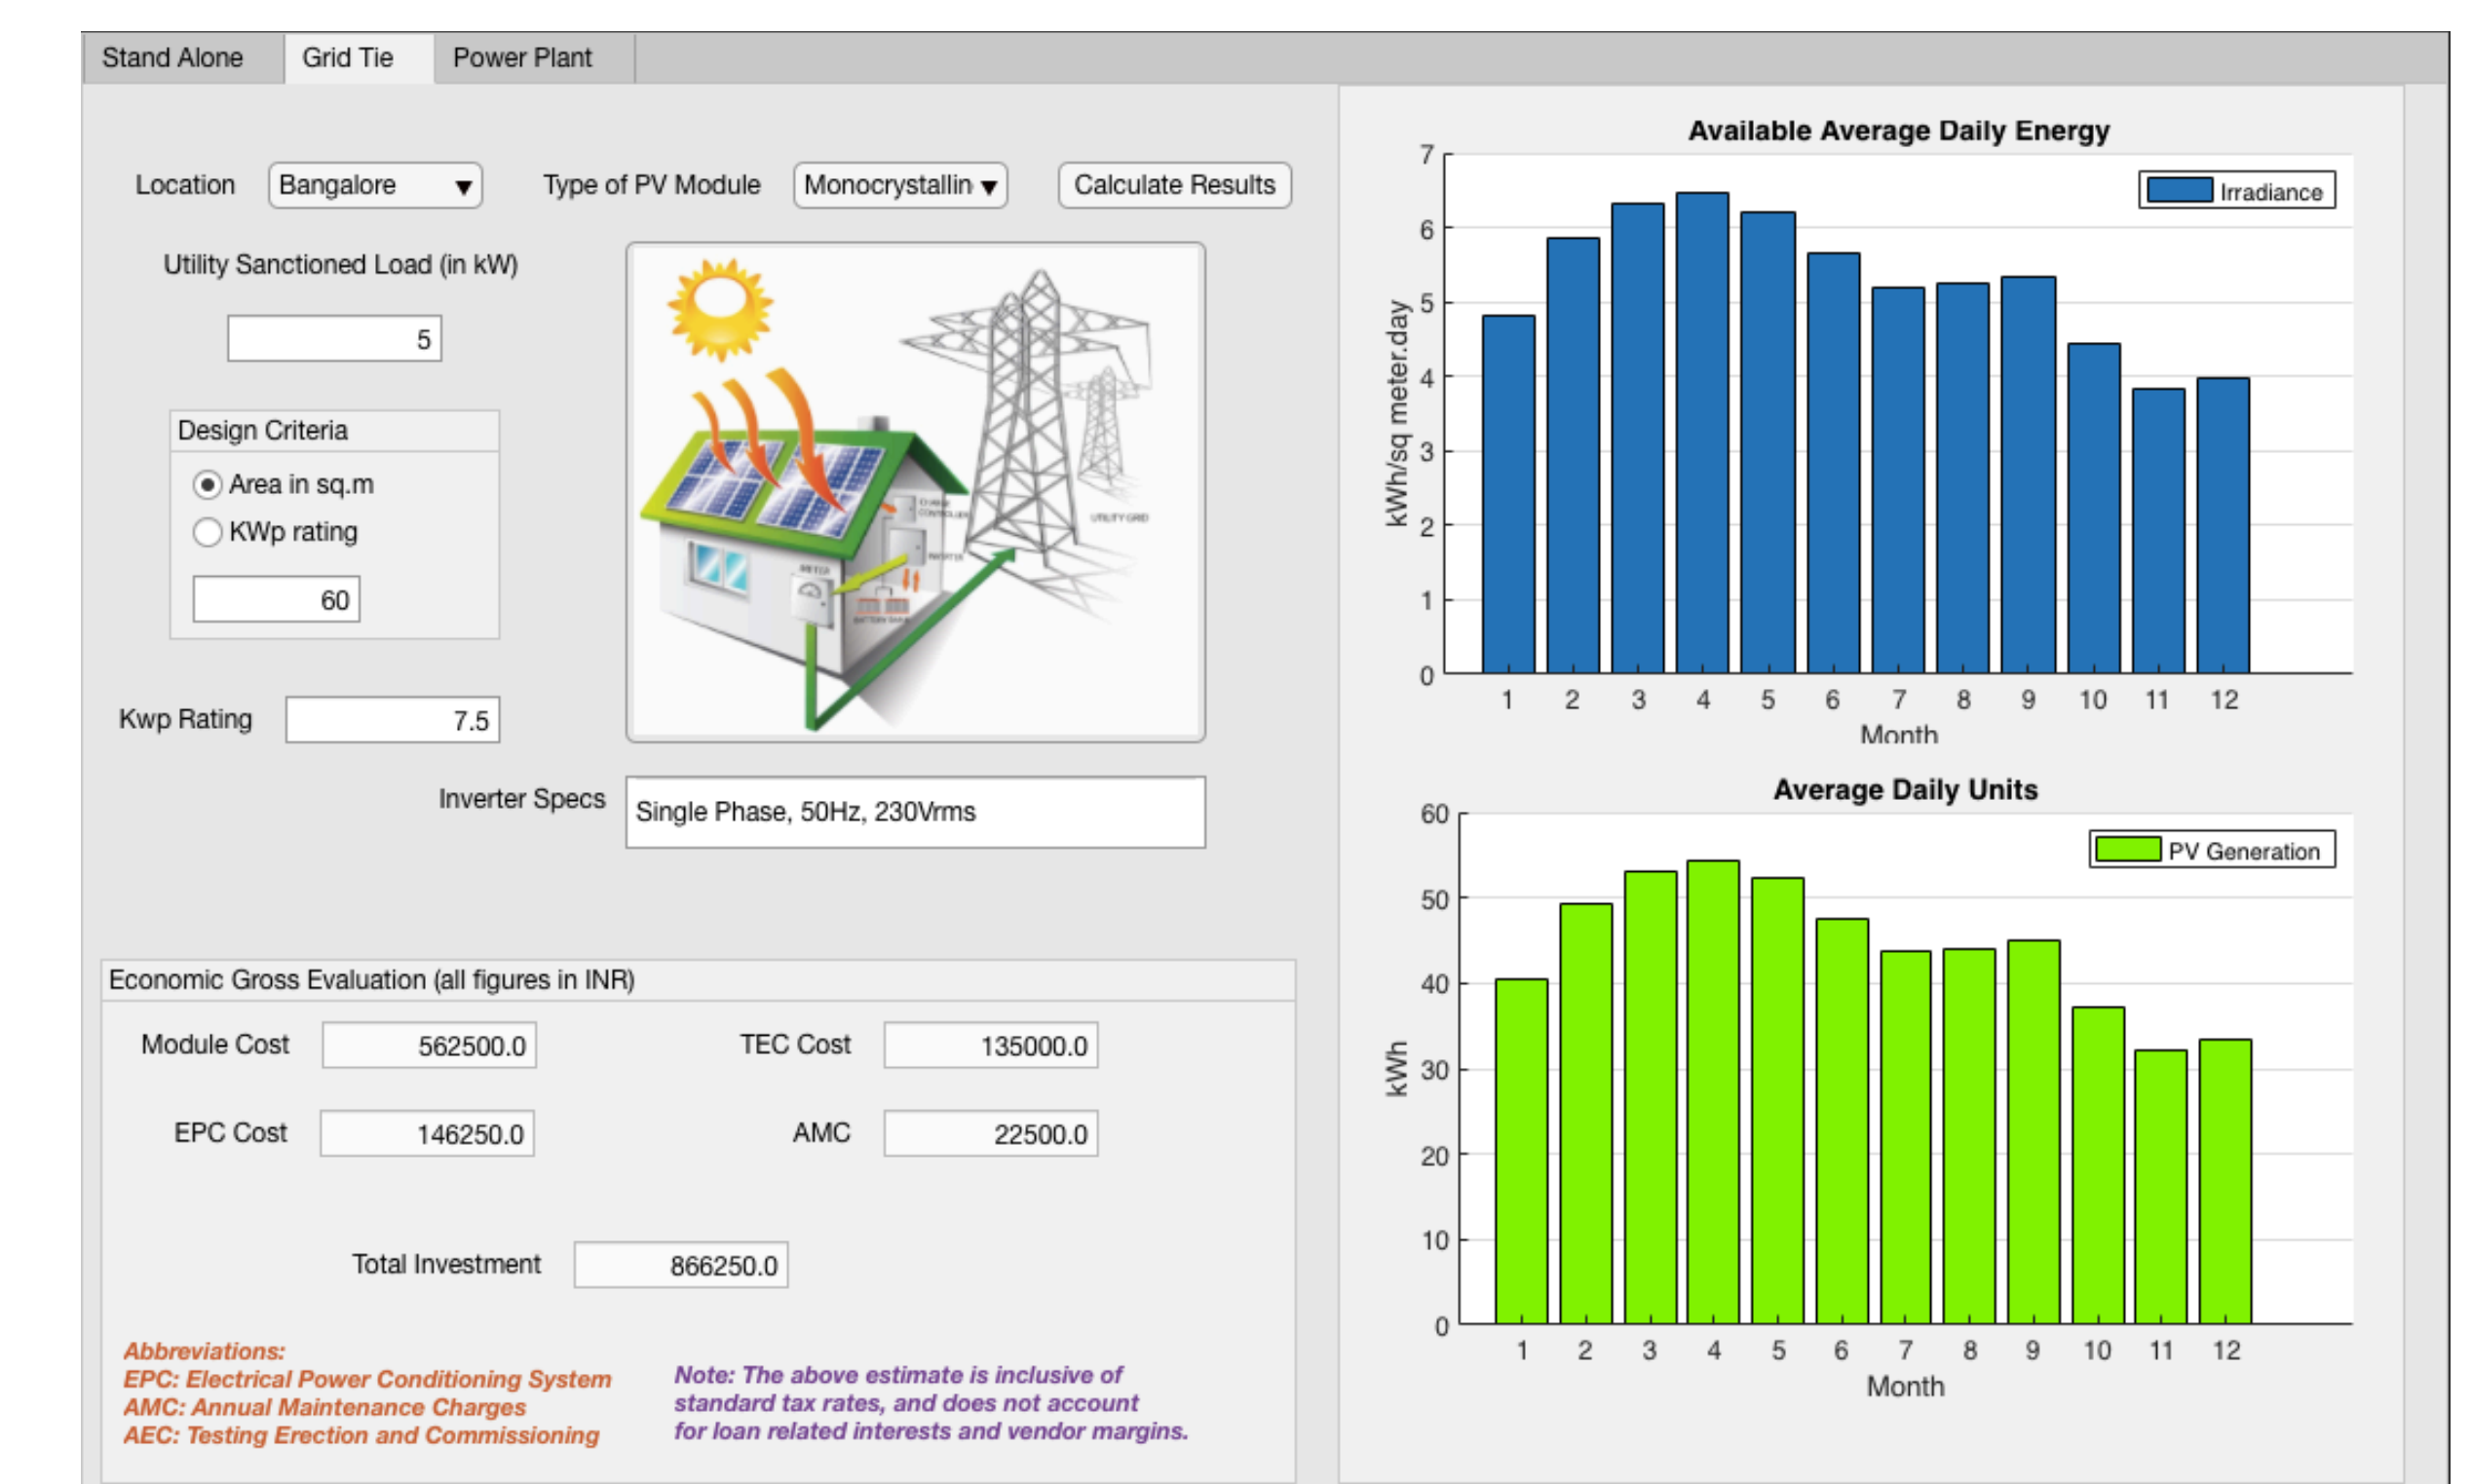 Stand Alone
Grid Tie
Power Plant
Location
Bangalore
Type of PV Module
Monocrystallin
Calculate Results
Utility Sanctioned Load (in kW)
5
Design Criteria
Area in sq.m
KWp rating
60
Kwp Rating
7.5
UTILITY GRID
INVERTER
METER
BATTERY BANK
Inverter Specs
Single Phase, 50Hz, 230Vrms
Economic Gross Evaluation (all figures in INR)
Module Cost
562500.0
TEC Cost
135000.0
EPC Cost
146250.0
AMC
22500.0
Total Investment
866250.0
Abbreviations:
EPC: Electrical Power Conditioning System
AMC: Annual Maintenance Charges
AEC: Testing Erection and Commissioning
Note: The above estimate is inclusive of
standard tax rates, and does not account
for loan related interests and vendor margins.
Available Average Daily Energy
Irradiance
kWh/sq meter.day
7
6
5
4
3
2
1
0
1 2 3 4 5 6 7 8 9 10 11 12
Month
Average Daily Units
PV Generation
kWh
60
50
40
30
20
10
0
1 2 3 4 5 6 7 8 9 10 11 12
Month